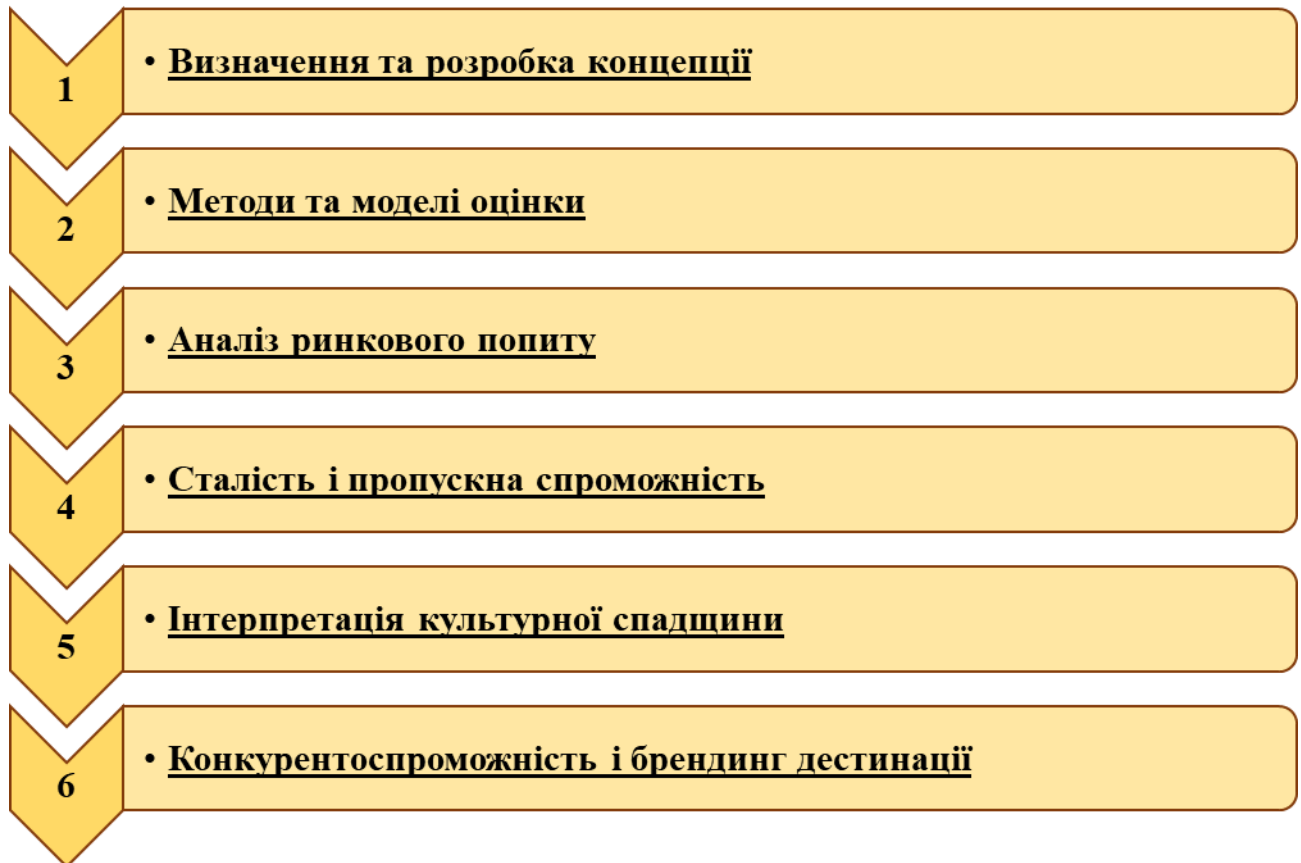 1
• Визначення та розробка концепції
2
• Методи та моделі оцінки
3
• Аналіз ринкового попиту
4
• Сталість і пропускна спроможність
5
• Інтерпретація культурної спадщини
6
• Конкурентоспроможність і брендинг дестинації